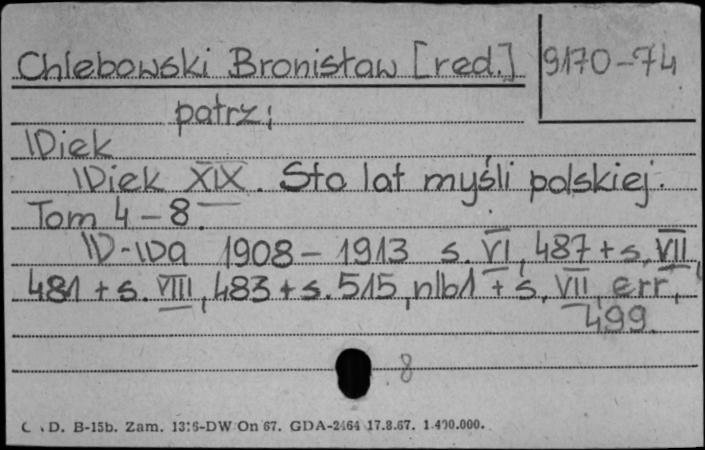 Chlebowski Bronisław [red.]
9170-74
patrz:
Wiek
Wiek XIX. Sto lat myśli polskiej.
Tom 4-8.
W-wa 1908-1913 s. VI, 487 + s. VII,
481 + s. VIII, 483 + s. 515, nlb1 + s. VII, err,
499.
8
D. B-15b. Zam. 1316-DW On 67. GDA-2464 17.8.67. 1.400.000.